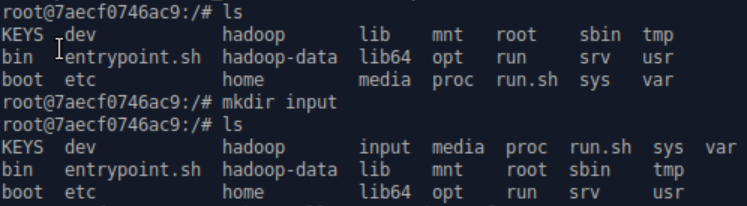 root@7aecf0746ac9:/# ls
KEYS  dev            hadoop       lib    mnt   root    sbin  tmp
bin   entrypoint.sh  hadoop-data  lib64  opt   run     srv   usr
boot  etc            home         media  proc  run.sh  sys   var
root@7aecf0746ac9:/# mkdir input
root@7aecf0746ac9:/# ls
KEYS  dev            hadoop       input  media  proc  run.sh  sys  var
bin   entrypoint.sh  hadoop-data  lib    mnt    root  sbin    tmp
boot  etc            home         lib64  opt    run   srv     usr